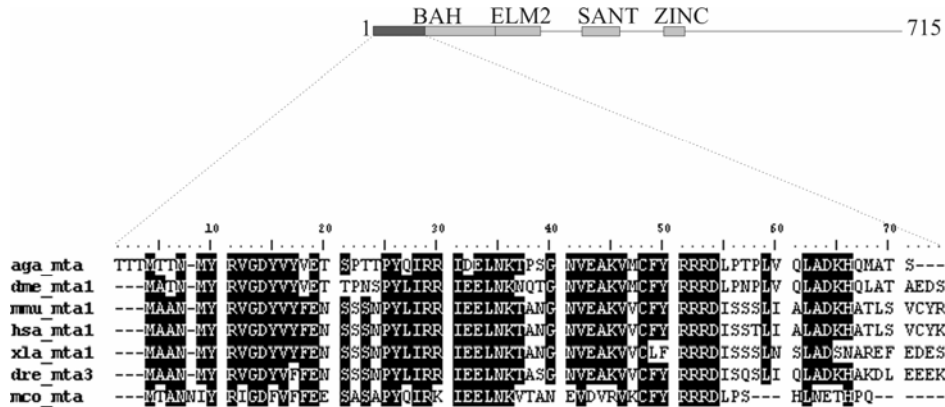 BAH ELM2 SANT ZINC
1 715
10 20 30 40 50 60 70
aga_mta TTTMTTN-MY RVGDYVYVET SPTTPYQIRR IDELNKTPSG NVEAKVMCFY RRRDLPTPLV QLADKHQMAT S---
dme_mta1 ---MATN-MY RVGDYVYVET TPNSPYLIRR IEELNKNQTG NVEAKVVCFY RRRDLPNPLV QLADKHQLAT AEDS
mmu_mta1 ---MAAN-MY RVGDYVYFEN SSSNPYLIRR IEELNKTANG NVEAKVVCFY RRRDISSSLI ALADKHATLS VCYK
hsa_mta1 ---MAAN-MY RVGDYVYFEN SSSNPYLIRR IEELNKTANG NVEAKVVCFY RRRDISSTLI ALADKHATLS VCYR
xla_mta1 ---MAAN-MY RVGDYVYFEN SSSNPYLIRR IEELNKTANG NVEAKVVCLF RRRDISSSLN SLADSNAREF EDES
dre_mta3 ---MAAN-MY RVGDYVFFEN SSSNPYLIRR IEELNKTASG NVEAKVVCFY RRRDISQSLI QLADKHAKDL EEEK
mco_mta ---MTANNIY RIGDFVFFEE SASAPYQIRK IEELNKVTAN EVDVRVKCFY RRRDLPS--- HLNETHPQ--